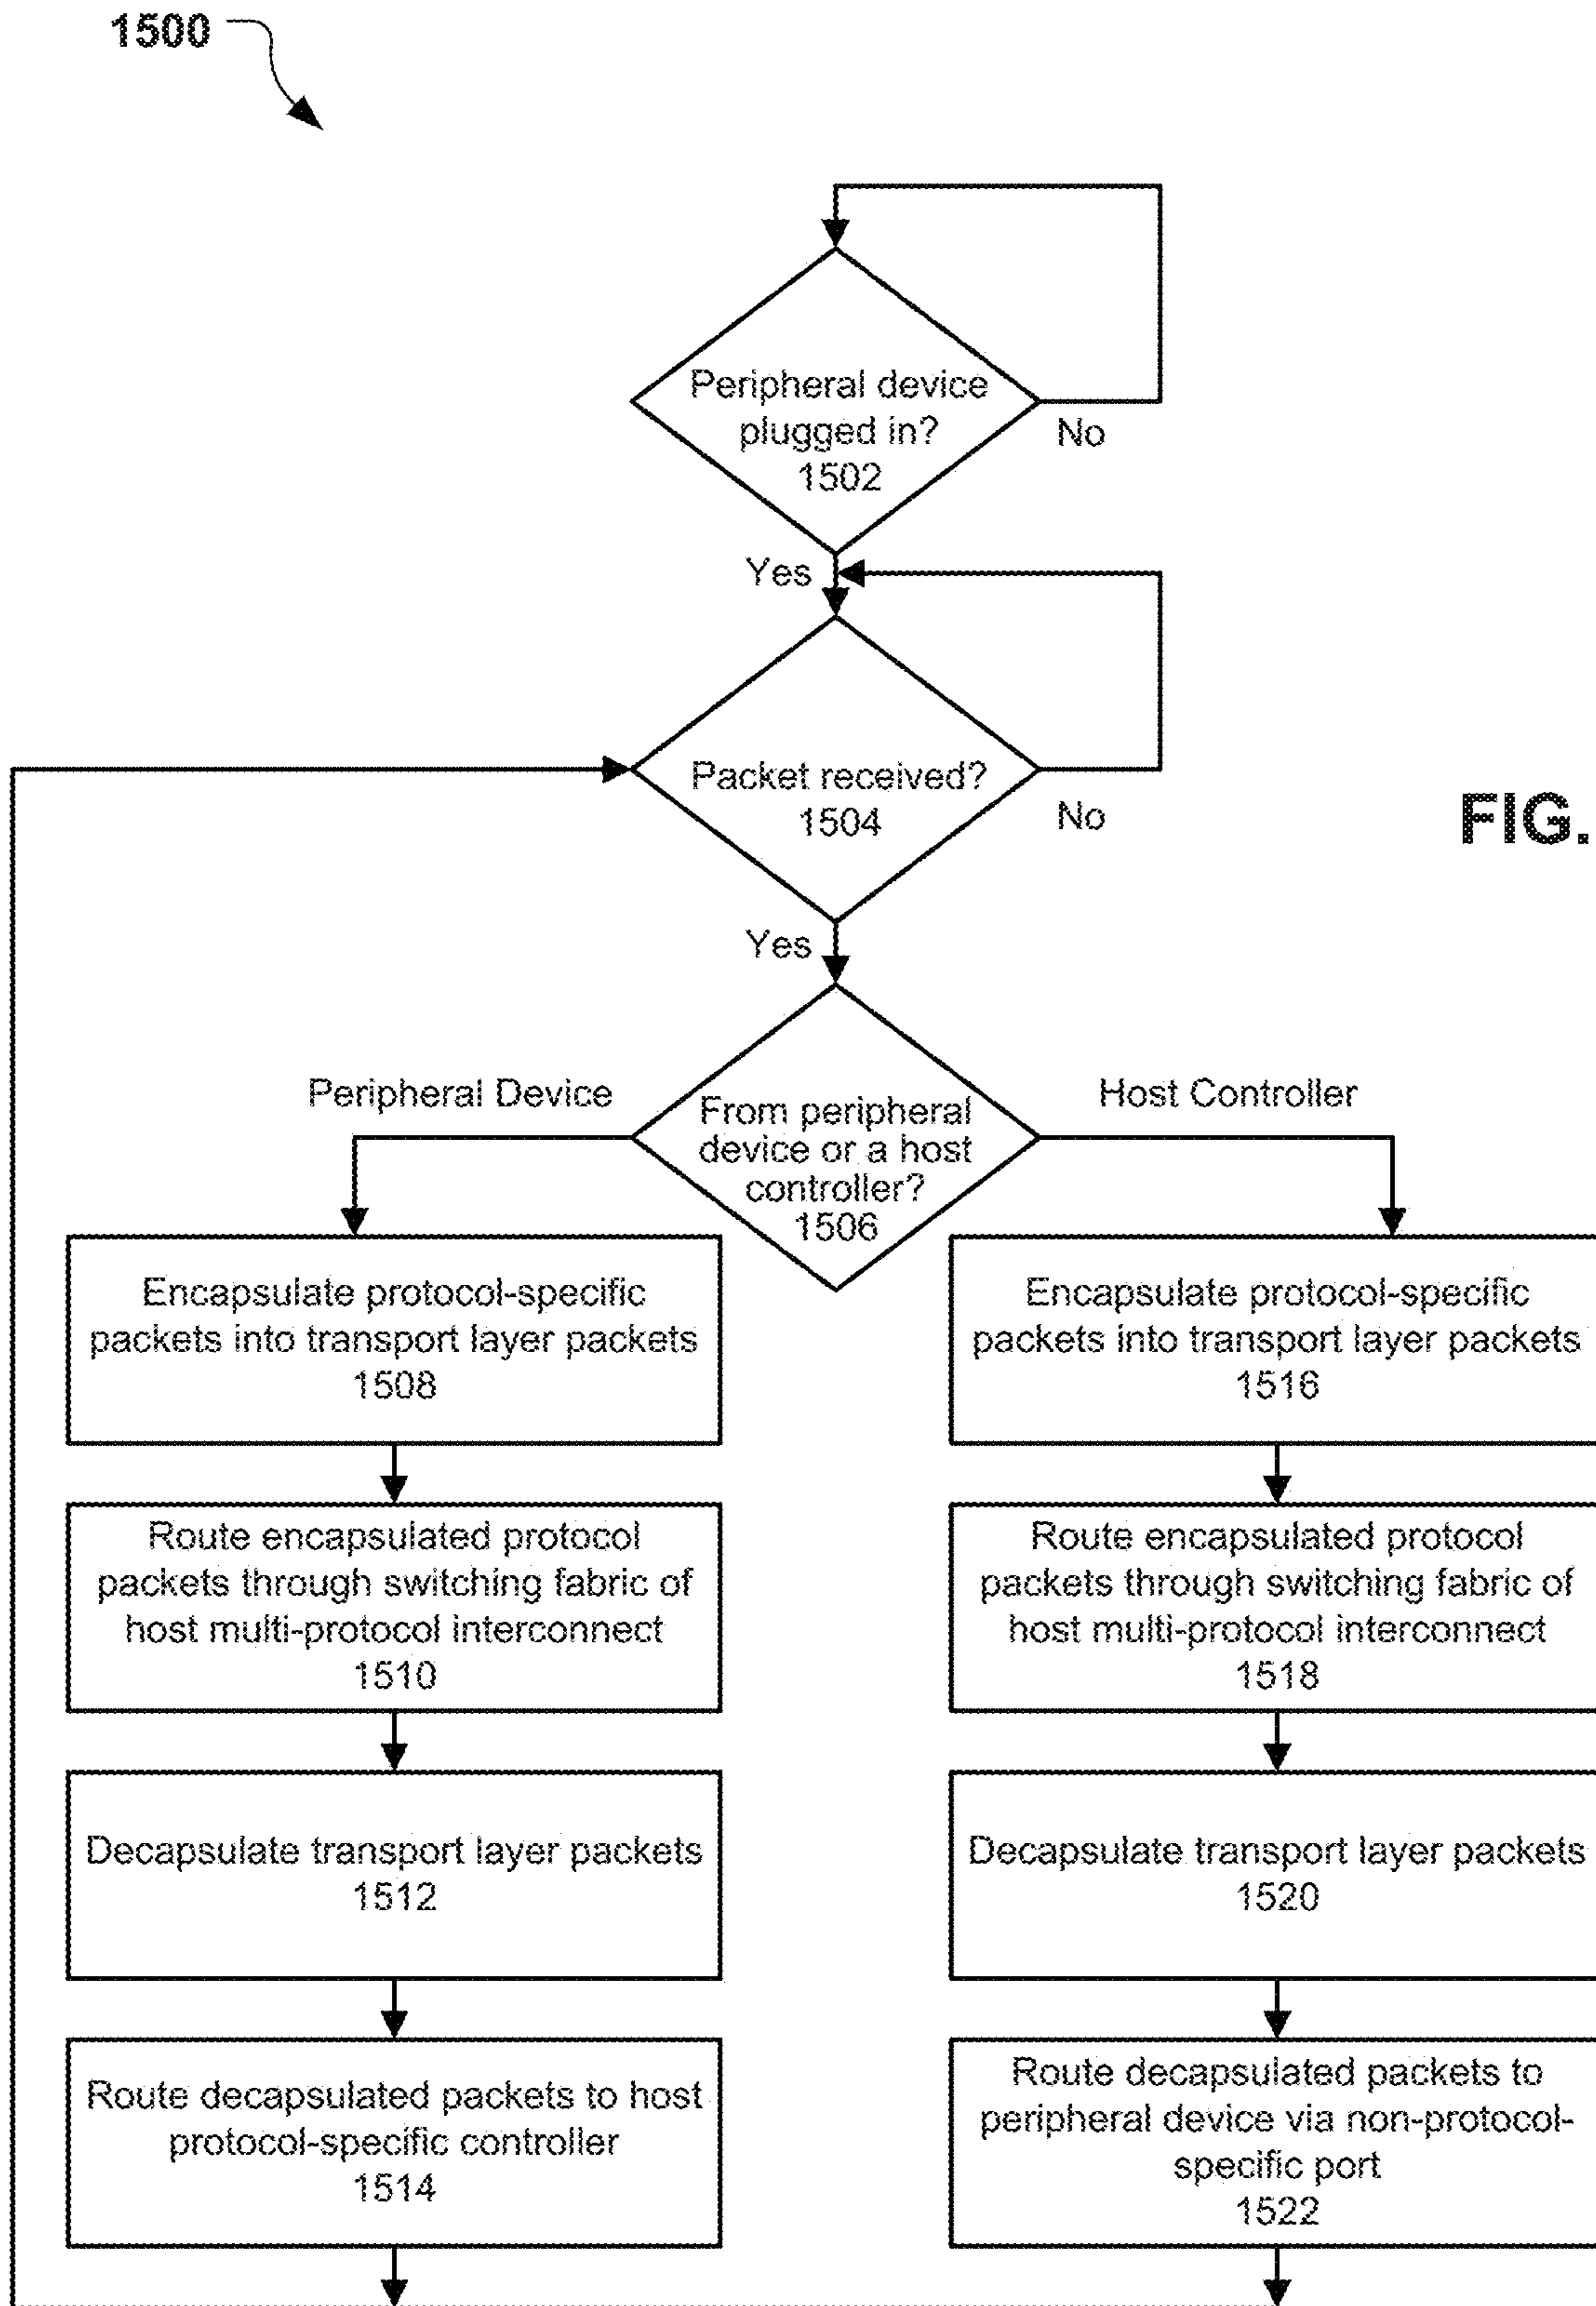 1500
Peripheral device
plugged in?
1502
No
Yes
Packet received?
1504
No
FIG.
Yes
Peripheral Device
Host Controller
From peripheral
device or a host
controller?
1506
Encapsulate protocol-specific
packets into transport layer packets
1508
Encapsulate protocol-specific
packets into transport layer packets
1516
Route encapsulated protocol
packets through switching fabric of
host multi-protocol interconnect
1510
Route encapsulated protocol
packets through switching fabric of
host multi-protocol interconnect
1518
Decapsulate transport layer packets
1512
Decapsulate transport layer packets
1520
Route decapsulated packets to host
protocol-specific controller
1514
Route decapsulated packets to
peripheral device via non-protocol-
specific port
1522